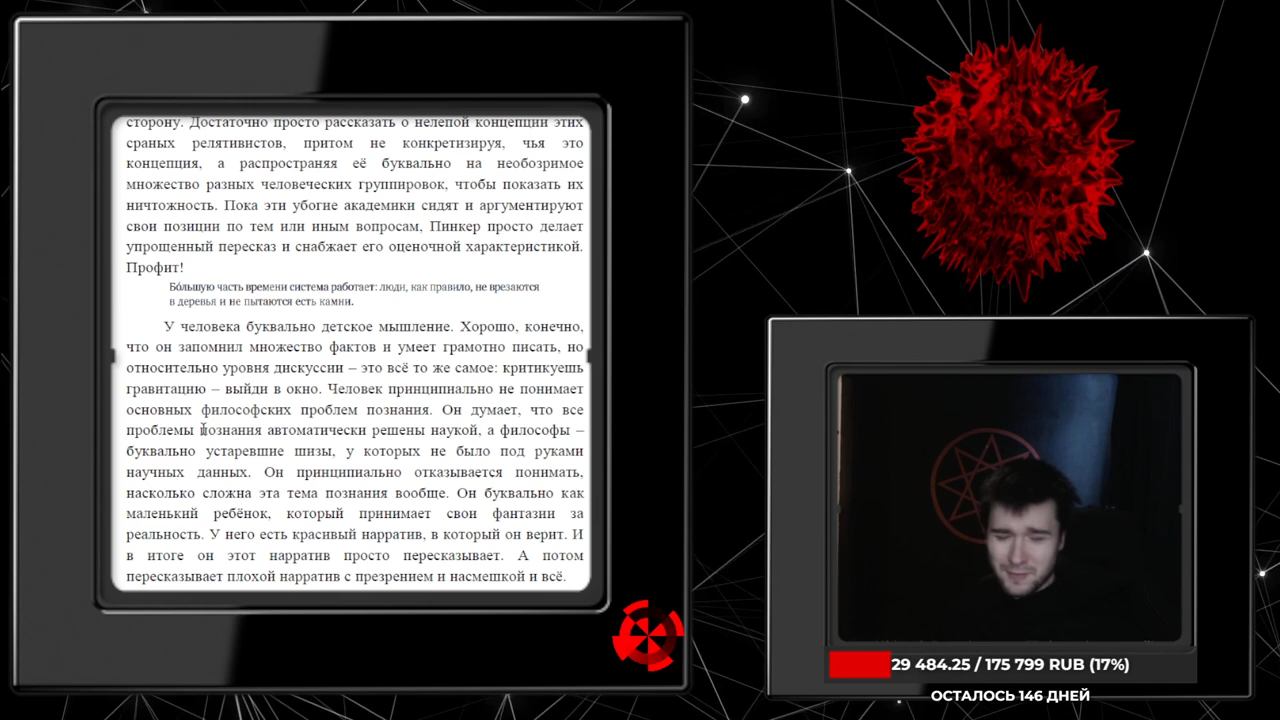 сторону. Достаточно просто рассказать о нелепой концепции этих
сраных релятивистов, притом не конкретизируя, чья это
концепция, а распространяя её буквально на необозримое
множество разных человеческих группировок, чтобы показать их
ничтожность. Пока эти убогие академики сидят и аргументируют
свои позиции по тем или иным вопросам, Пинкер просто делает
упрощенный пересказ и снабжает его оценочной характеристикой.
Профит!
Бо́льшую часть времени система работает: люди, как правило, не врезаются
в деревья и не пытаются есть камни.
У человека буквально детское мышление. Хорошо, конечно,
что он запомнил множество фактов и умеет грамотно писать, но
относительно уровня дискуссии – это всё то же самое: критикуешь
гравитацию – выйди в окно. Человек принципиально не понимает
основных философских проблем познания. Он думает, что все
проблемы познания автоматически решены наукой, а философы –
буквально устаревшие шизы, у которых не было под руками
научных данных. Он принципиально отказывается понимать,
насколько сложна эта тема познания вообще. Он буквально как
маленький ребёнок, который принимает свои фантазии за
реальность. У него есть красивый нарратив, в который он верит. И
в итоге он этот нарратив просто пересказывает. А потом
пересказывает плохой нарратив с презрением и насмешкой и всё.
29 484.25 / 175 799 RUB (17%)
ОСТАЛОСЬ 146 ДНЕЙ